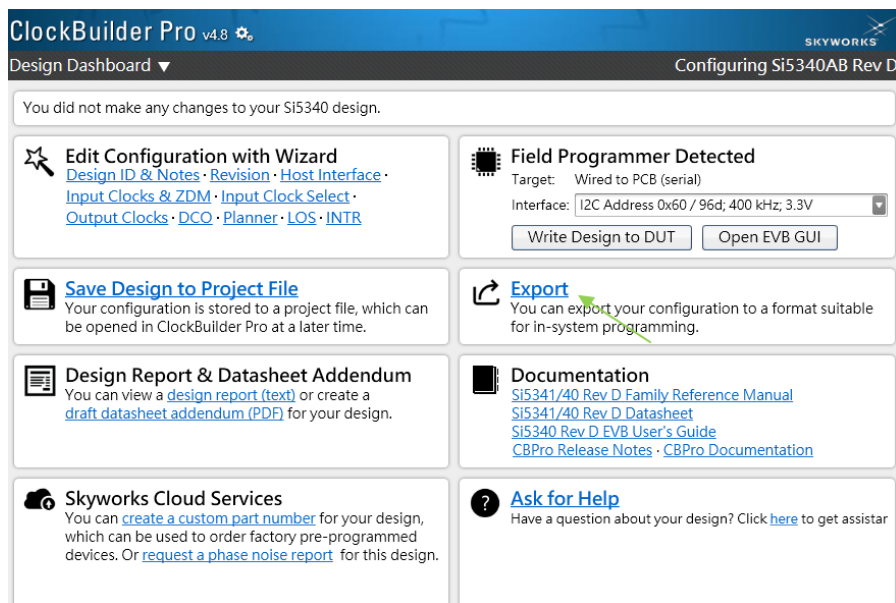 ClockBuilder Pro v4.8
SKYWORKS
Design Dashboard ▼
Configuring Si5340AB Rev D
You did not make any changes to your Si5340 design.
Edit Configuration with Wizard
Design ID & Notes · Revision · Host Interface ·
Input Clocks & ZDM · Input Clock Select ·
Output Clocks · DCO · Planner · LOS · INTR
Field Programmer Detected
Target: Wired to PCB (serial)
Interface: I2C Address 0x60 / 96d; 400 kHz; 3.3V
Write Design to DUT
Open EVB GUI
Save Design to Project File
Your configuration is stored to a project file, which can
be opened in ClockBuilder Pro at a later time.
Export
You can export your configuration to a format suitable
for in-system programming.
Design Report & Datasheet Addendum
You can view a design report (text) or create a
draft datasheet addendum (PDF) for your design.
Documentation
Si5341/40 Rev D Family Reference Manual
Si5341/40 Rev D Datasheet
Si5340 Rev D EVB User's Guide
CBPro Release Notes · CBPro Documentation
Skyworks Cloud Services
You can create a custom part number for your design,
which can be used to order factory pre-programmed
devices. Or request a phase noise report for this design.
? Ask for Help
Have a question about your design? Click here to get assistar